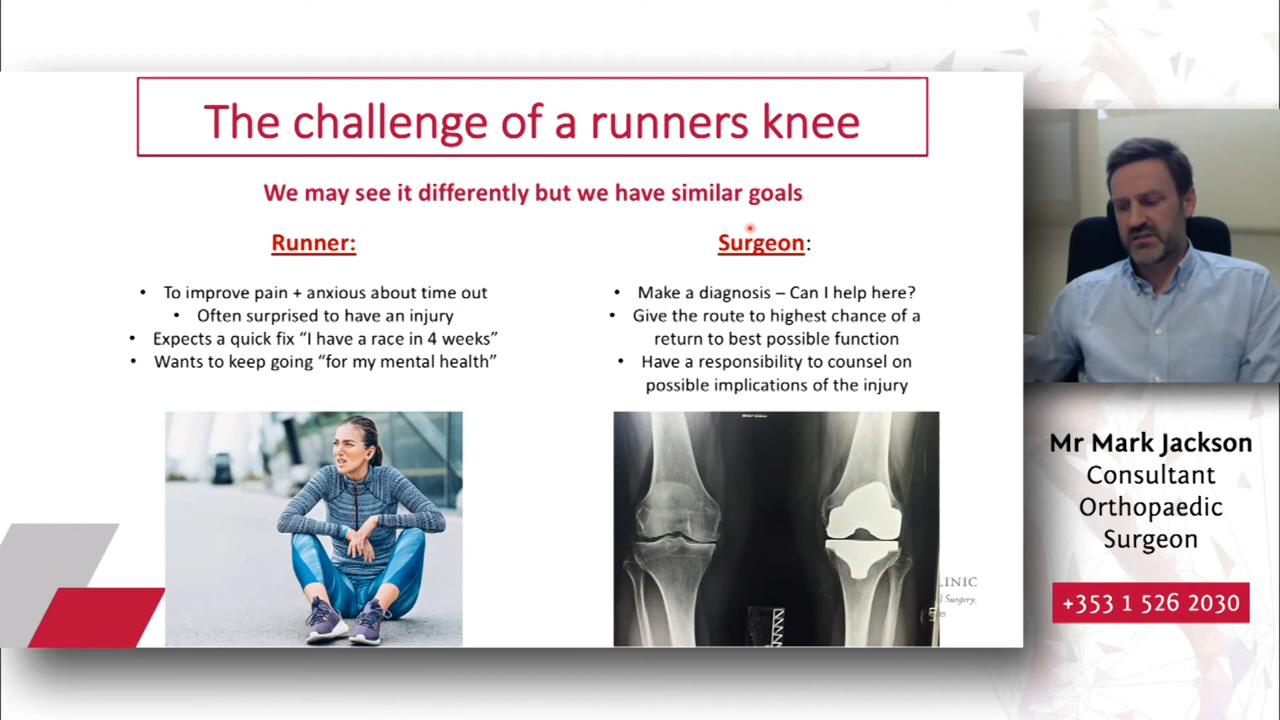 The challenge of a runners knee
We may see it differently but we have similar goals
Runner:
• To improve pain + anxious about time out
• Often surprised to have an injury
• Expects a quick fix “I have a race in 4 weeks”
• Wants to keep going “for my mental health”
Surgeon:
• Make a diagnosis – Can I help here?
• Give the route to highest chance of a
return to best possible function
• Have a responsibility to counsel on
possible implications of the injury
LINIC
l Surgery,
Mr Mark Jackson
Consultant
Orthopaedic
Surgeon
+353 1 526 2030